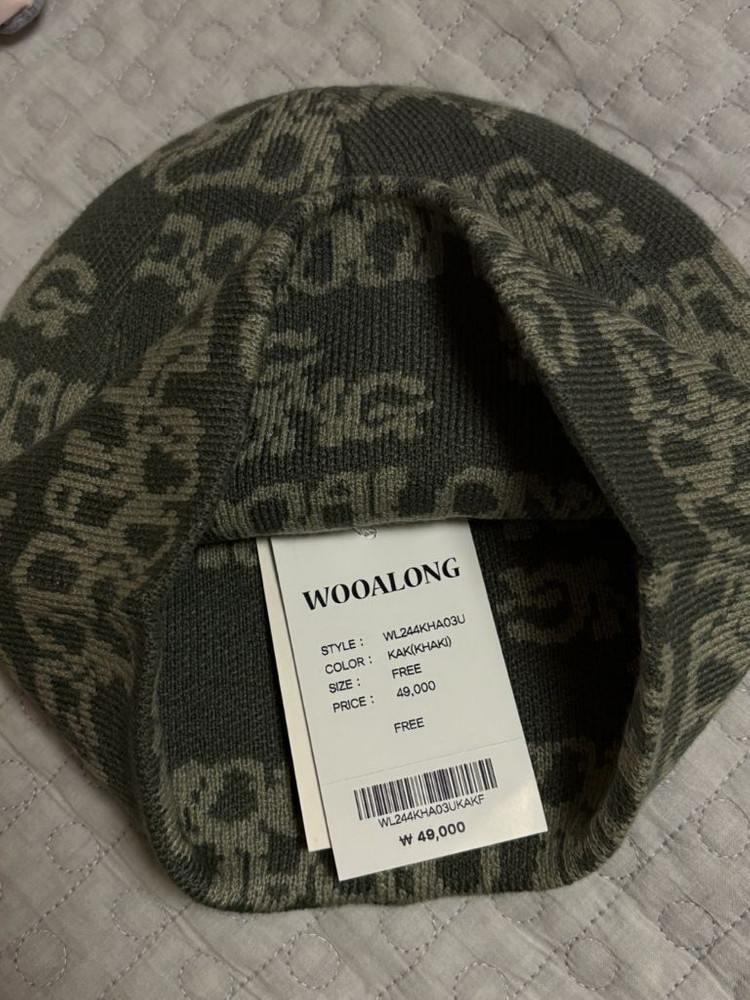 WOOALONG
STYLE : WL244KHA03U
COLOR : KAK(KHAKI)
SIZE : FREE
PRICE : 49,000
FREE
WL244KHA03UKAKF
₩ 49,000